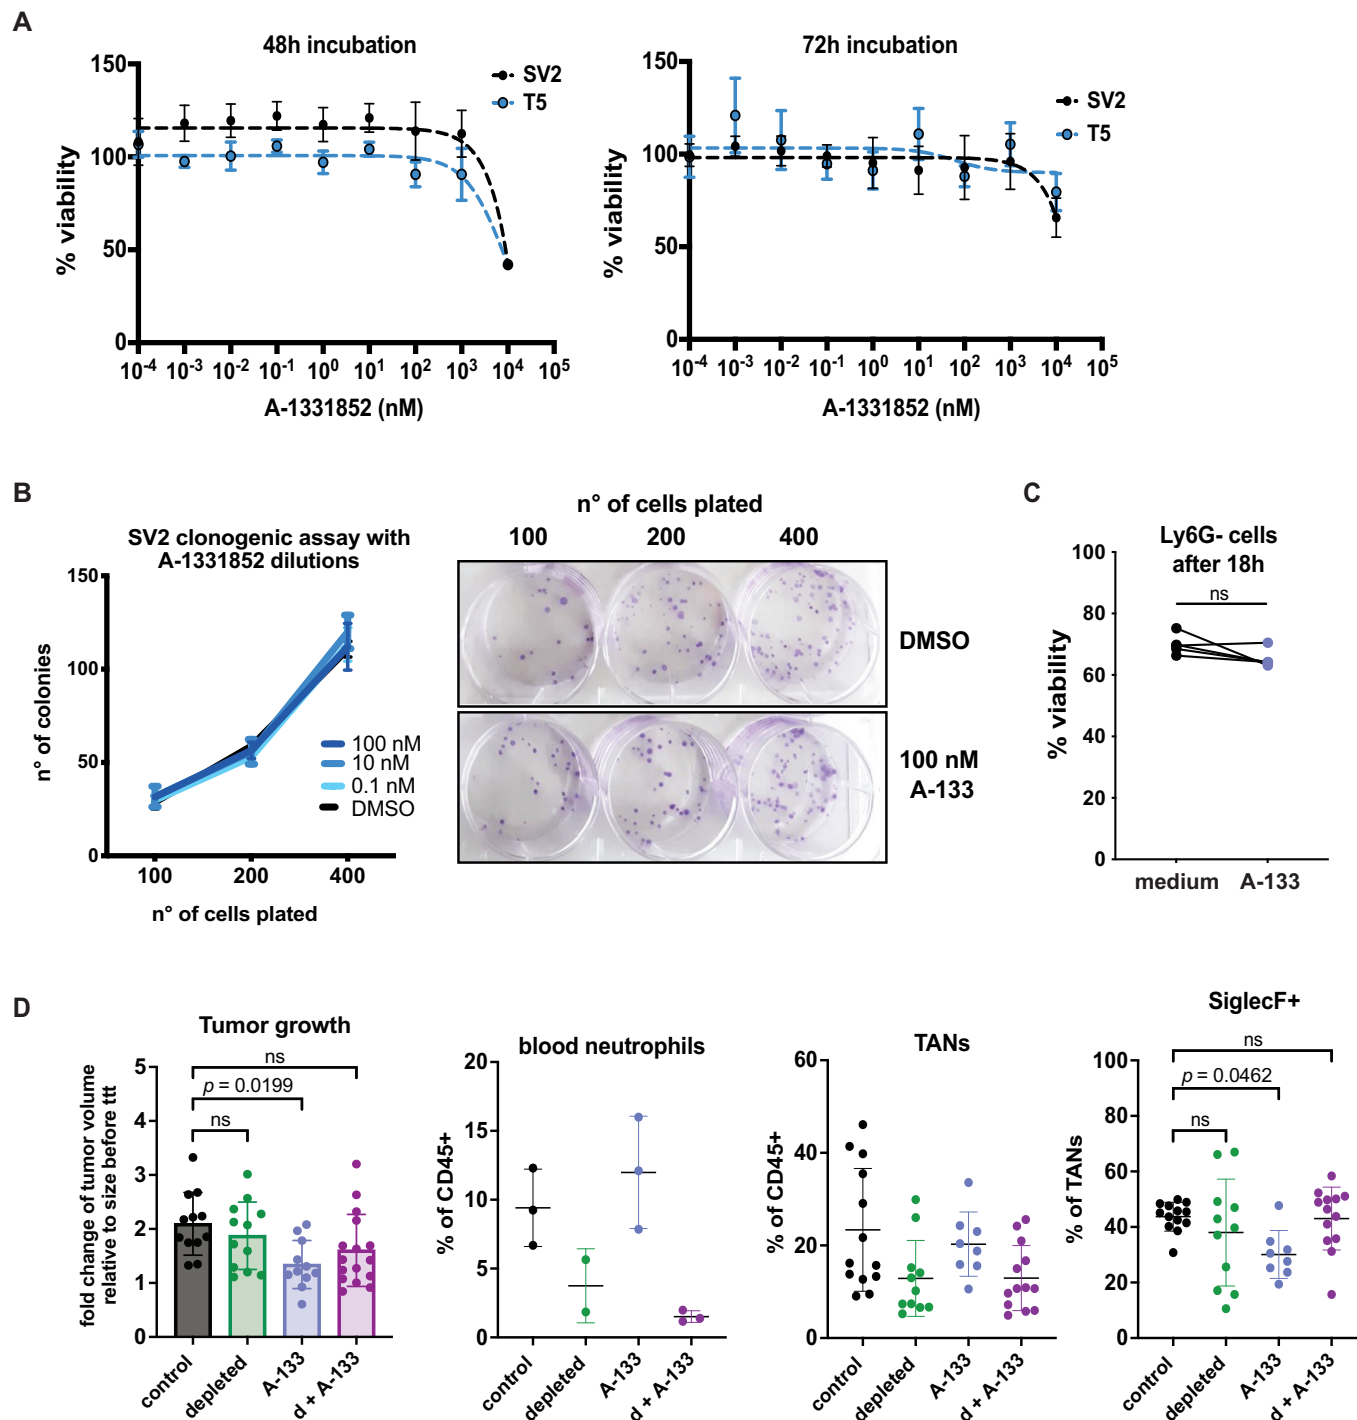 A
48h incubation
150
100
50
0
% viability
SV2
T5
10-4 10-3 10-2 10-1 100 101 102 103 104 105
A-1331852 (nM)
72h incubation
150
100
50
0
% viability
SV2
T5
10-4 10-3 10-2 10-1 100 101 102 103 104 105
A-1331852 (nM)
B
SV2 clonogenic assay with
A-1331852 dilutions
150
100
50
0
n° of colonies
100 nM
10 nM
0.1 nM
DMSO
100 200 400
n° of cells plated
n° of cells plated
100 200 400
DMSO
100 nM
A-133
C
Ly6G- cells
after 18h
ns
100
80
60
40
20
0
% viability
medium A-133
D
Tumor growth
ns
p = 0.0199
ns
5
4
3
2
1
0
fold change of tumor volume
relative to size before ttt
control
depleted
A-133
d + A-133
blood neutrophils
20
15
10
5
0
% of CD45+
control
depleted
A-133
d + A-133
TANs
60
40
20
0
% of CD45+
control
depleted
A-133
d + A-133
SiglecF+
ns
p = 0.0462
ns
100
80
60
40
20
0
% of TANs
control
depleted
A-133
d + A-133